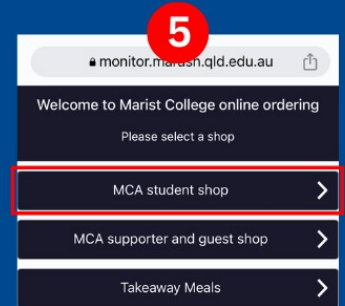 5
monitor.marash.qld.edu.au
Welcome to Marist College online ordering
Please select a shop
MCA student shop
MCA supporter and guest shop
Takeaway Meals